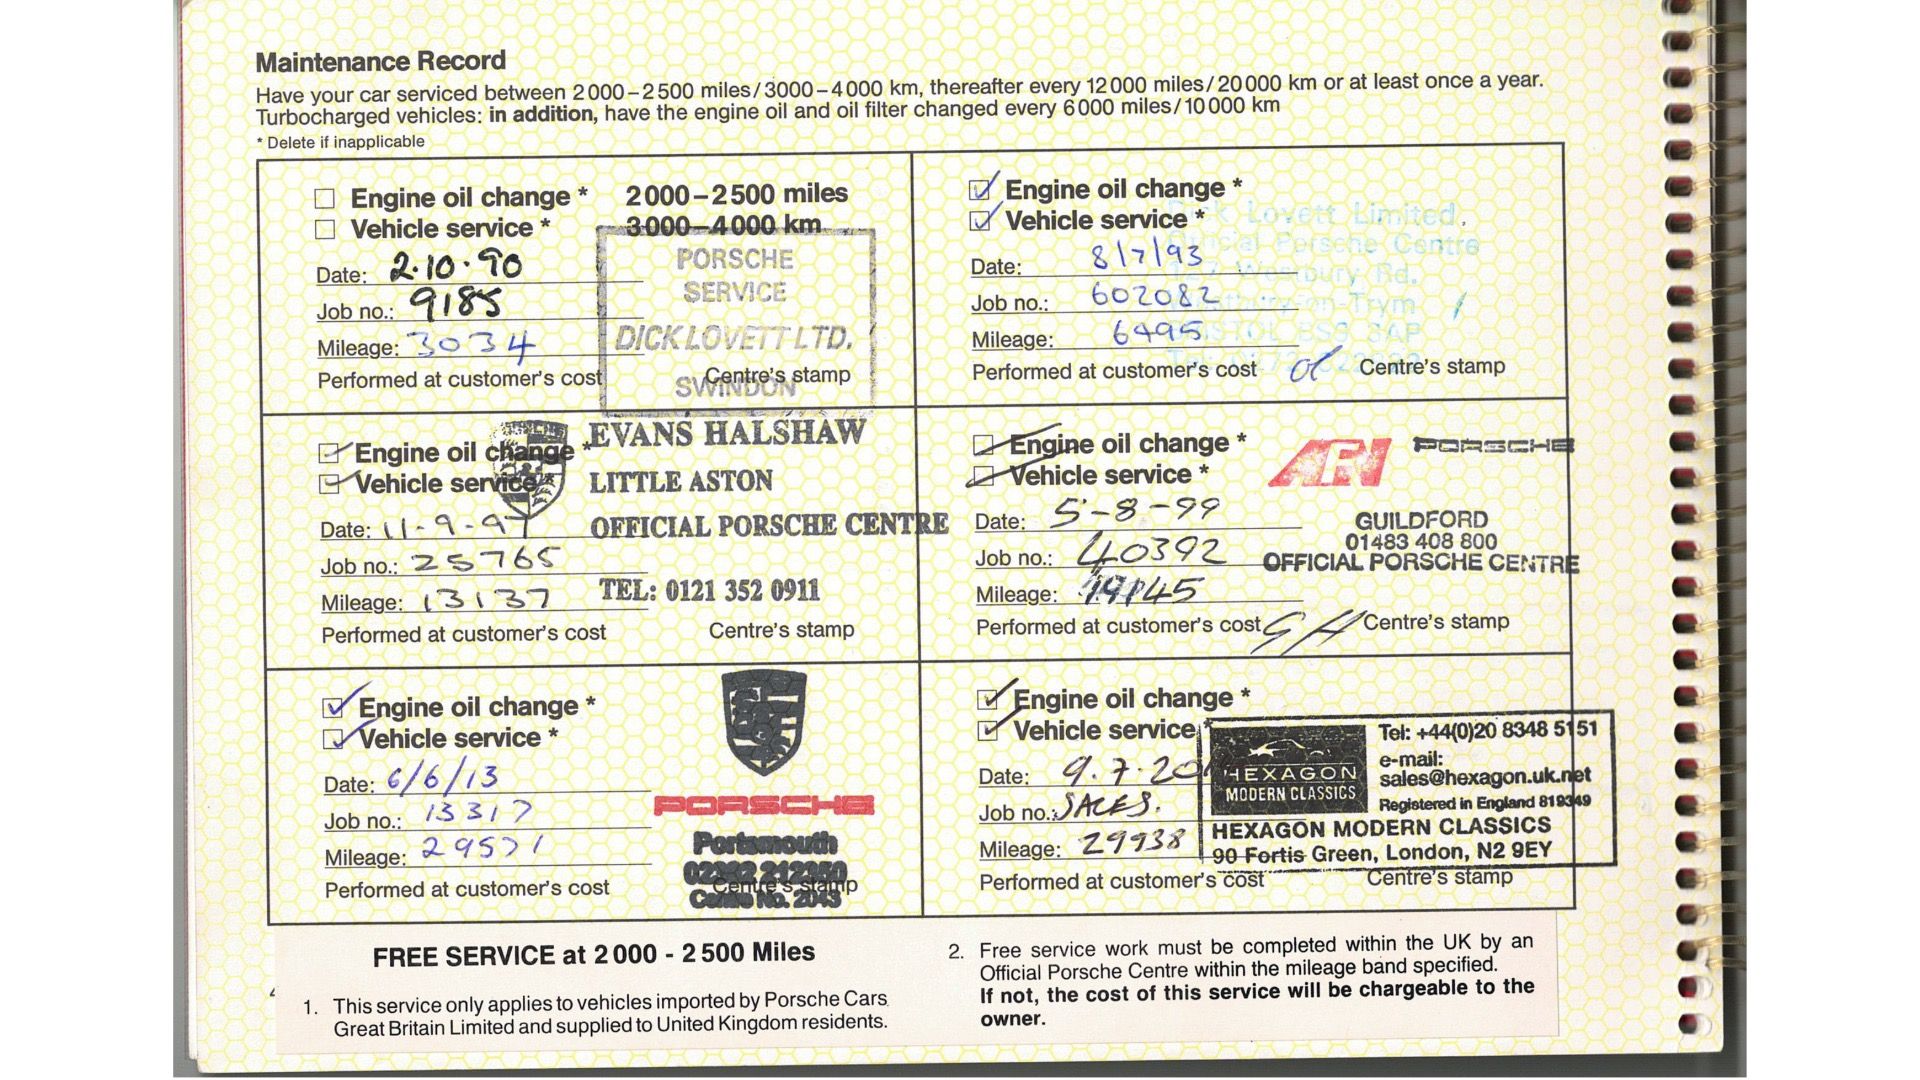 Maintenance Record
Have your car serviced between 2000–2500 miles/3000–4000 km, thereafter every 12000 miles/20000 km or at least once a year.
Turbocharged vehicles: in addition, have the engine oil and oil filter changed every 6000 miles/10000 km
* Delete if inapplicable
Engine oil change * 2000–2500 miles
Vehicle service * 3000–4000 km
Date: 2.10.90
Job no.: 9185
Mileage: 3034
Performed at customer's cost
Centre's stamp
PORSCHE
SERVICE
DICK LOVETT LTD.
SWINDON
Engine oil change *
Vehicle service *
Date: 8/7/93
Job no.: 602082
Mileage: 6495
Performed at customer's cost
Centre's stamp
Lovett Limited.
Porsche Centre
Rd.
Engine oil change *
Vehicle service
Date: 11-9-97
Job no.: 25765
Mileage: 13137
Performed at customer's cost
Centre's stamp
EVANS HALSHAW
LITTLE ASTON
OFFICIAL PORSCHE CENTRE
TEL: 0121 352 0911
Engine oil change *
Vehicle service *
Date: 5-8-99
Job no.: 40392
Mileage:
Performed at customer's cost
GH
Centre's stamp
PORSCHE
GUILDFORD
01483 408 800
OFFICIAL PORSCHE CENTRE
Engine oil change *
Vehicle service *
Date: 6/6/13
Job no.: 13317
Mileage: 29571
Performed at customer's cost
Centre's stamp
PORSCHE
Portsmouth
Centre No. 2043
Engine oil change *
Vehicle service *
Date: 9.7.20
Job no.: SALES.
Mileage: 29938
Performed at customer's cost
Centre's stamp
HEXAGON
MODERN CLASSICS
Tel: +44(0)20 8348 5151
e-mail:
sales@hexagon.uk.net
Registered in England 819349
HEXAGON MODERN CLASSICS
90 Fortis Green, London, N2 9EY
FREE SERVICE at 2000 - 2500 Miles
1. This service only applies to vehicles imported by Porsche Cars
Great Britain Limited and supplied to United Kingdom residents.
2. Free service work must be completed within the UK by an
Official Porsche Centre within the mileage band specified.
If not, the cost of this service will be chargeable to the
owner.